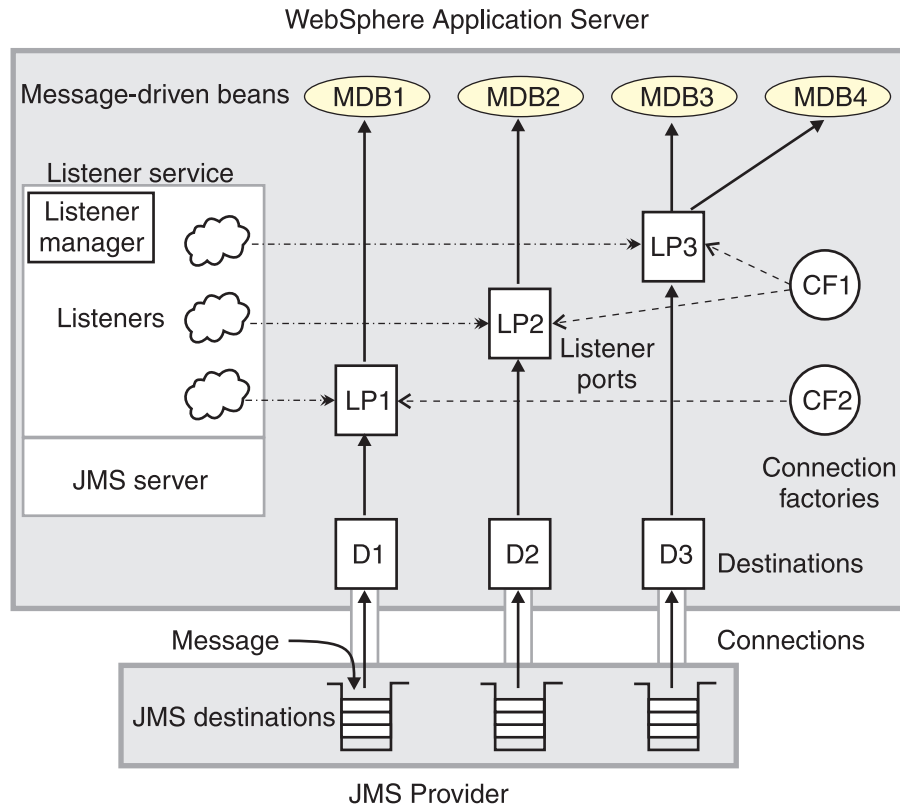 WebSphere Application Server
Message-driven beans
MDB1
MDB2
MDB3
MDB4
Listener service
Listener
manager
LP3
CF1
Listeners
LP2
Listener
ports
LP1
CF2
JMS server
Connection
factories
D1
D2
D3
Destinations
Message
Connections
JMS destinations
JMS Provider